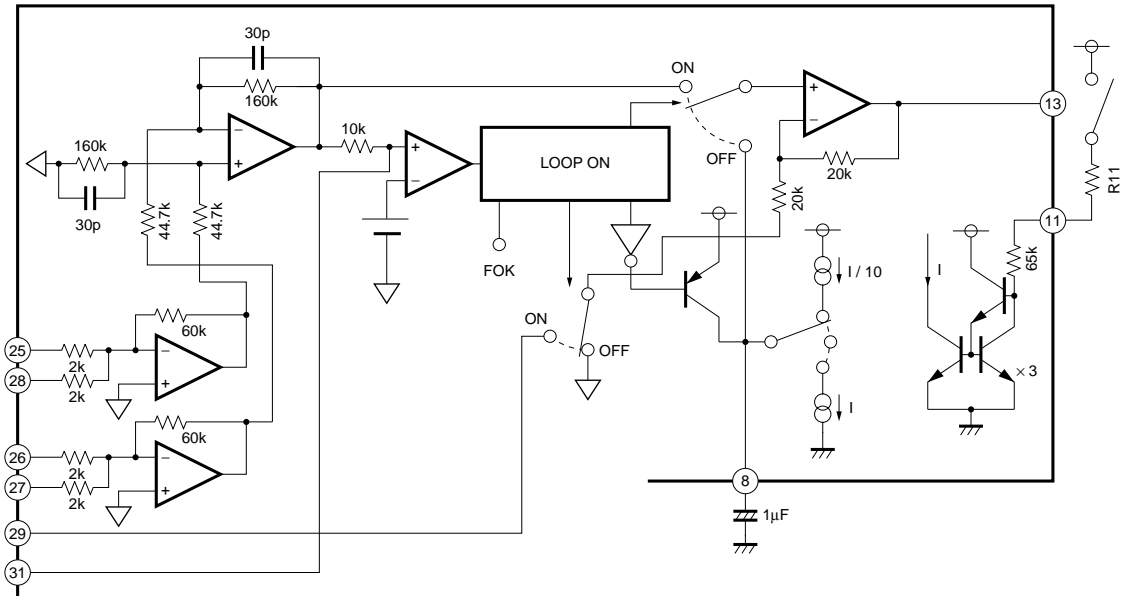 30p
160k
ON
13
10k
+
−
160k
−
+
+
−
LOOP ON
OFF
20k
R11
30p
44.7k
44.7k
20k
11
FOK
I / 10
I
65k
ON
OFF
60k
25
2k
−
28
2k
+
× 3
I
60k
26
2k
−
27
2k
+
8
29
1μF
31